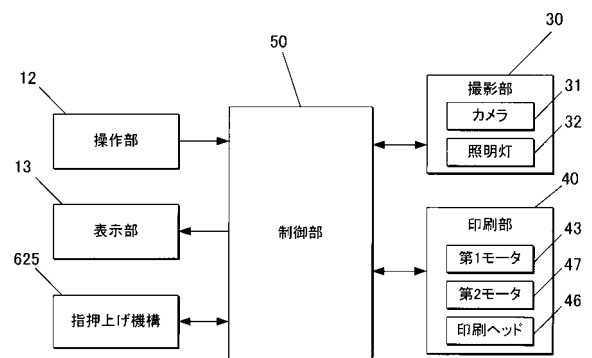 50
30
12
撮影部
31
カメラ
操作部
32
照明灯
13
40
表示部
制御部
印刷部
43
第1モータ
47
625
第2モータ
46
指押上げ機構
印刷ヘッド